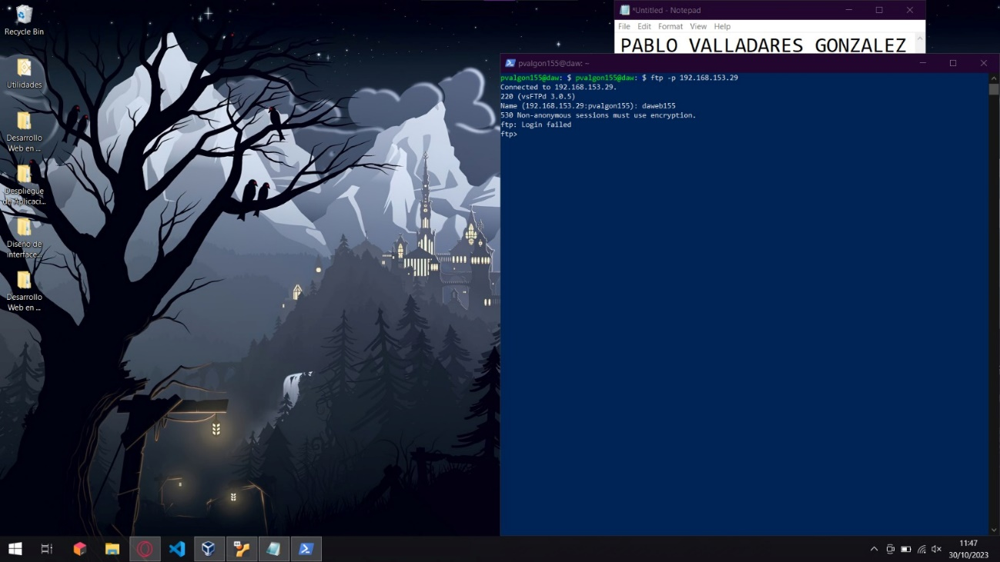 Recycle Bin
Utilidades
Desarrollo
Web en ...
Despliegue
de Aplicaci...
Diseño de
interface...
Desarrollo
Web en ...
*Untitled - Notepad
File Edit Format View Help
PABLO VALLADARES GONZALEZ
pvalgon155@daw: ~
pvalgon155@daw: $ pvalgon155@daw: $ ftp -p 192.168.153.29
Connected to 192.168.153.29.
220 (vsFTPd 3.0.5)
Name (192.168.153.29:pvalgon155): daweb155
530 Non-anonymous sessions must use encryption.
ftp: Login failed
ftp>
11:47
30/10/2023